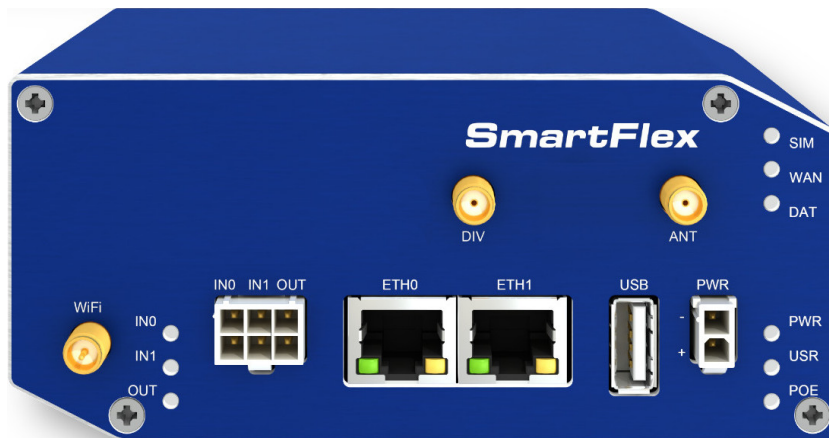 SmartFlex
SIM
WAN
DAT
DIV
ANT
IN0 IN1 OUT
ETH0
ETH1
USB
PWR
WiFi
IN0
IN1
OUT
-
+
PWR
USR
POE